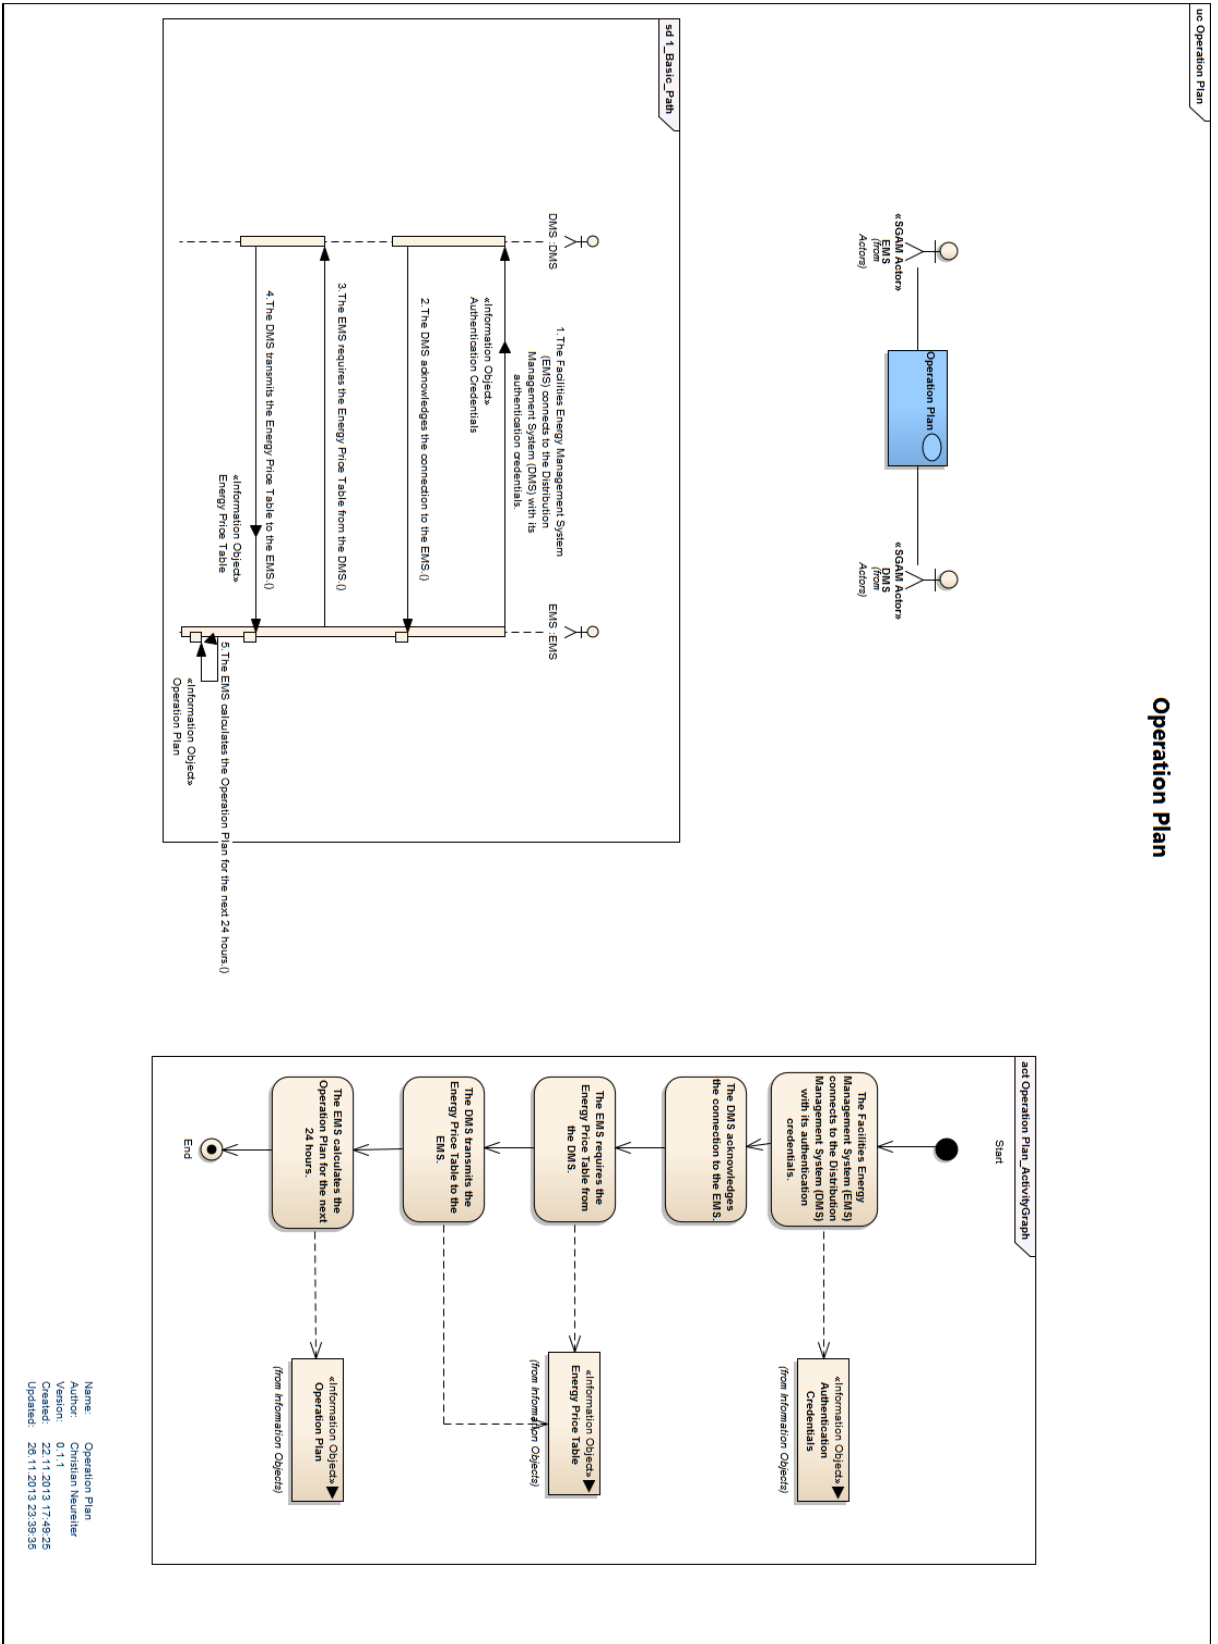 uc Operation Plan
Operation Plan
«SGAM Actor»
EMS
(from
Actors)
Operation Plan
«SGAM Actor»
DMS
(from
Actors)
sd 1_Basic_Path
DMS :DMS
EMS :EMS
1.The Facilities Energy Management System
(EMS) connects to the Distribution
Management System (DMS) with its
authentication credentials.
«Information Object»
Authentication Credentials
2.The DMS acknowledges the connection to the EMS.()
3.The EMS requires the Energy Price Table from the DMS.()
4.The DMS transmits the Energy Price Table to the EMS.()
«Information Object»
Energy Price Table
5.The EMS calculates the Operation Plan for the next 24 hours.()
«Information Object»
Operation Plan
act Operation Plan_ActivityGraph
Start
The Facilities Energy
Management System (EMS)
connects to the Distribution
Management System (DMS)
with its authentication
credentials.
«Information Object»
Authentication
Credentials
(from Information Objects)
The DMS acknowledges
the connection to the EMS.
The EMS requires the
Energy Price Table from
the DMS.
«Information Object»
Energy Price Table
(from Information Objects)
The DMS transmits the
Energy Price Table to the
EMS.
The EMS calculates the
Operation Plan for the next
24 hours.
«Information Object»
Operation Plan
(from Information Objects)
End
Name: Operation Plan
Author: Christian Neureiter
Version: 0.1.1
Created: 22.11.2013 17:49:25
Updated: 26.11.2013 23:39:35